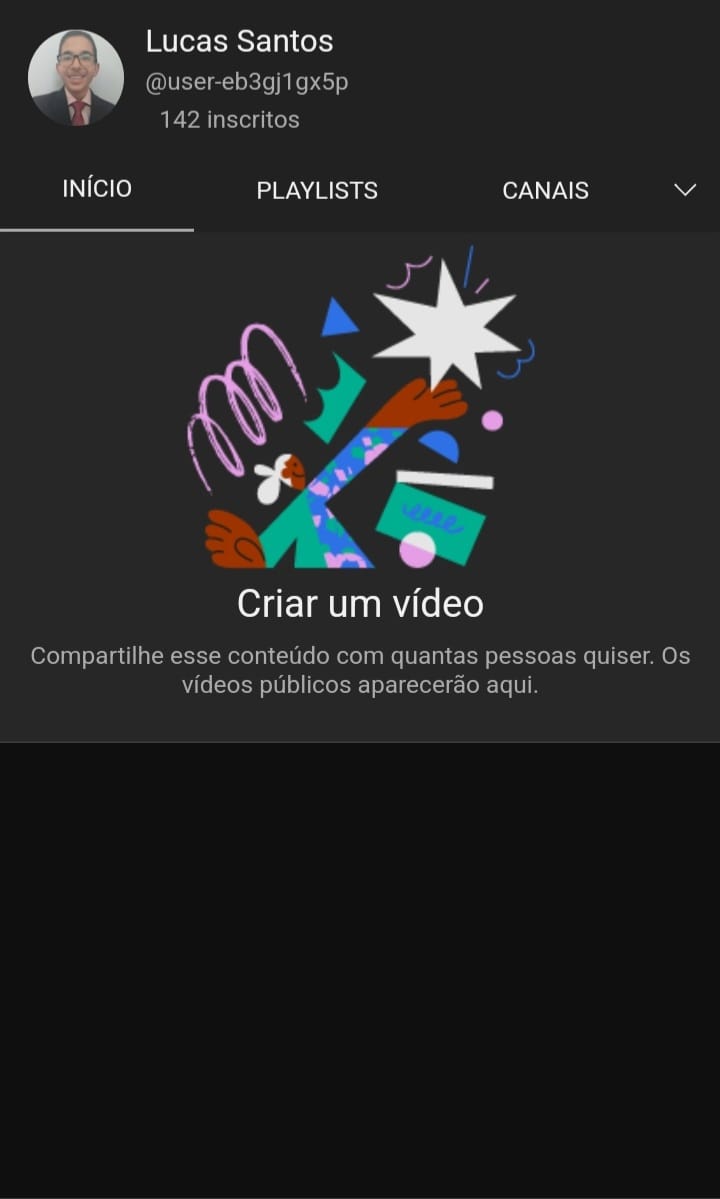 Lucas Santos
@user-eb3gj1gx5p
142 inscritos
INÍCIO PLAYLISTS CANAIS
Criar um vídeo
Compartilhe esse conteúdo com quantas pessoas quiser. Os
vídeos públicos aparecerão aqui.